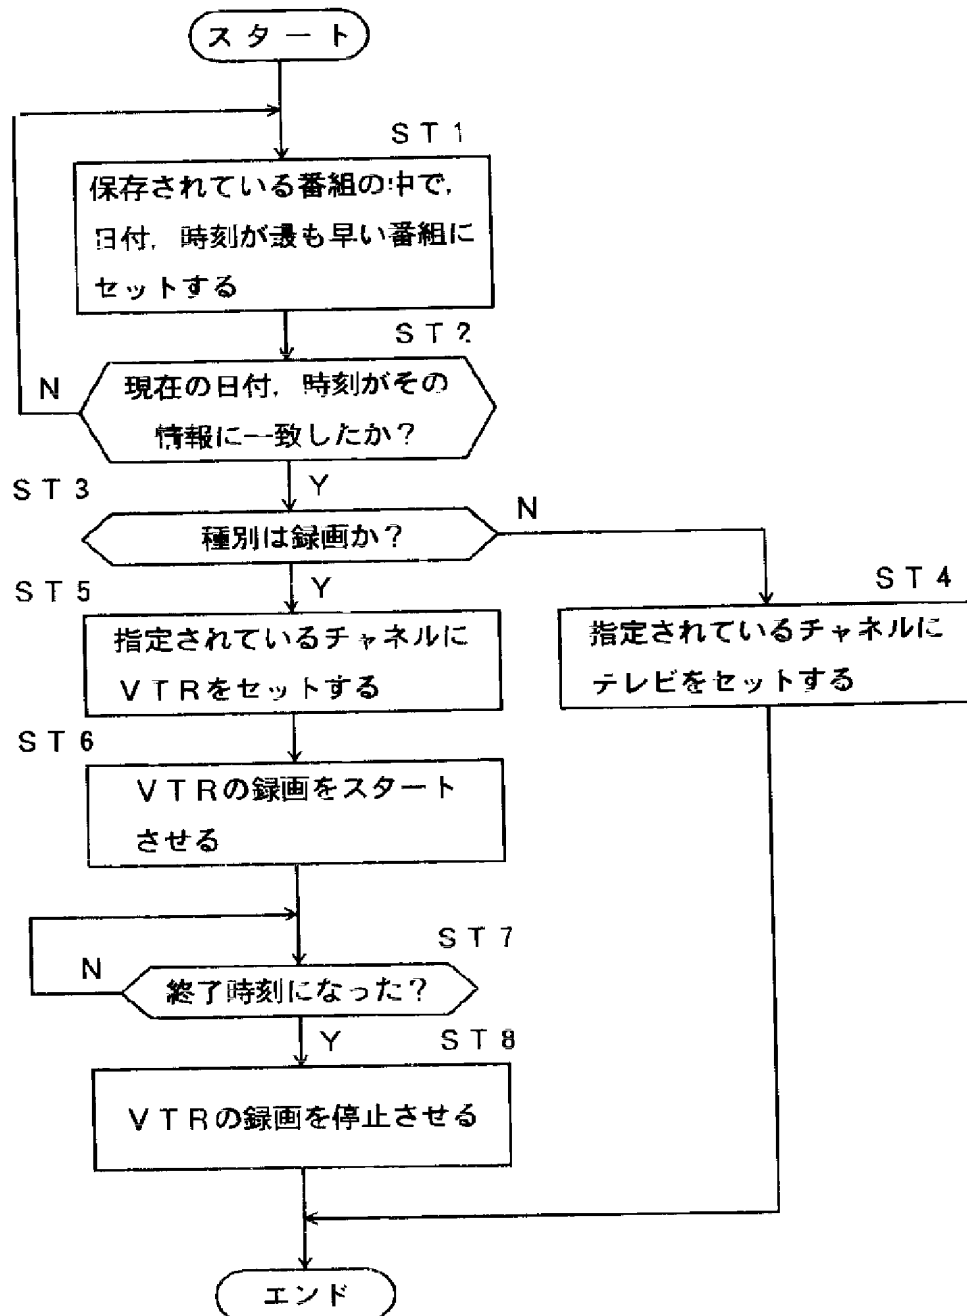 スタート
ST1
保存されている番組の中で,
日付,時刻が最も早い番組に
セットする
ST2
N
現在の日付,時刻がその
情報に一致したか?
Y
ST3
種別は録画か?
N
Y
ST4
指定されているチャネルに
テレビをセットする
ST5
指定されているチャネルに
VTRをセットする
ST6
VTRの録画をスタート
させる
ST7
N
終了時刻になった?
Y
ST8
VTRの録画を停止させる
エンド